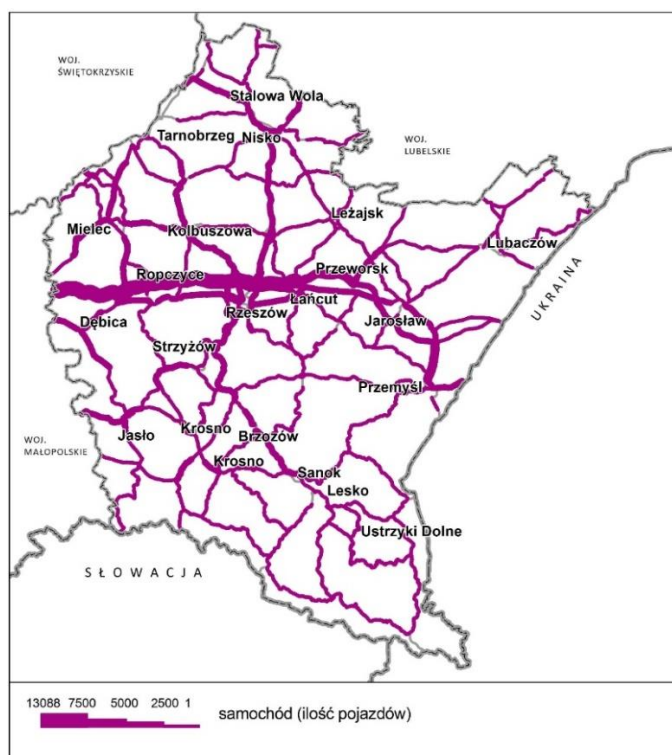 WOJ.
ŚWIĘTOKRZYSKIE
Stalowa Wola
Tarnobrzeg
Nisko
WOJ.
LUBELSKIE
Leżajsk
Mielec
Kolbuszowa
Lubaczów
Ropczyce
Przeworsk
UKRAINA
Łańcut
Rzeszów
Dębica
Jarosław
Strzyżów
Przemyśl
WOJ.
MAŁOPOLSKIE
Jasło
Krosno
Brzozów
Krosno
Sanok
Lesko
Ustrzyki Dolne
SŁOWACJA
13088 7500 5000 2500 1
samochód (ilość pojazdów)